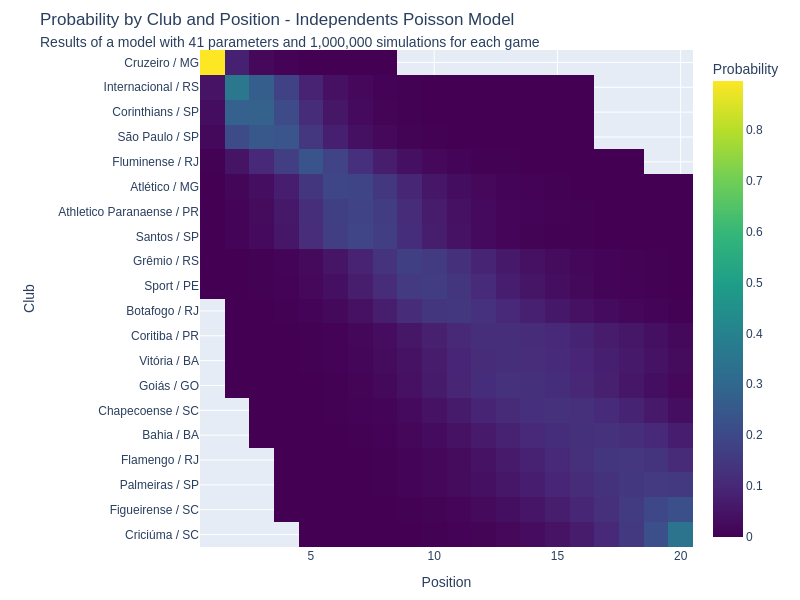 Probability by Club and Position - Independents Poisson Model
Results of a model with 41 parameters and 1,000,000 simulations for each game
Probability
Cruzeiro / MG
Internacional / RS
Corinthians / SP
São Paulo / SP
Fluminense / RJ
Atlético / MG
Athletico Paranaense / PR
Santos / SP
Grêmio / RS
Sport / PE
Botafogo / RJ
Coritiba / PR
Vitória / BA
Goiás / GO
Chapecoense / SC
Bahia / BA
Flamengo / RJ
Palmeiras / SP
Figueirense / SC
Criciúma / SC
Club
5
10
15
20
Position
0.8
0.7
0.6
0.5
0.4
0.3
0.2
0.1
0